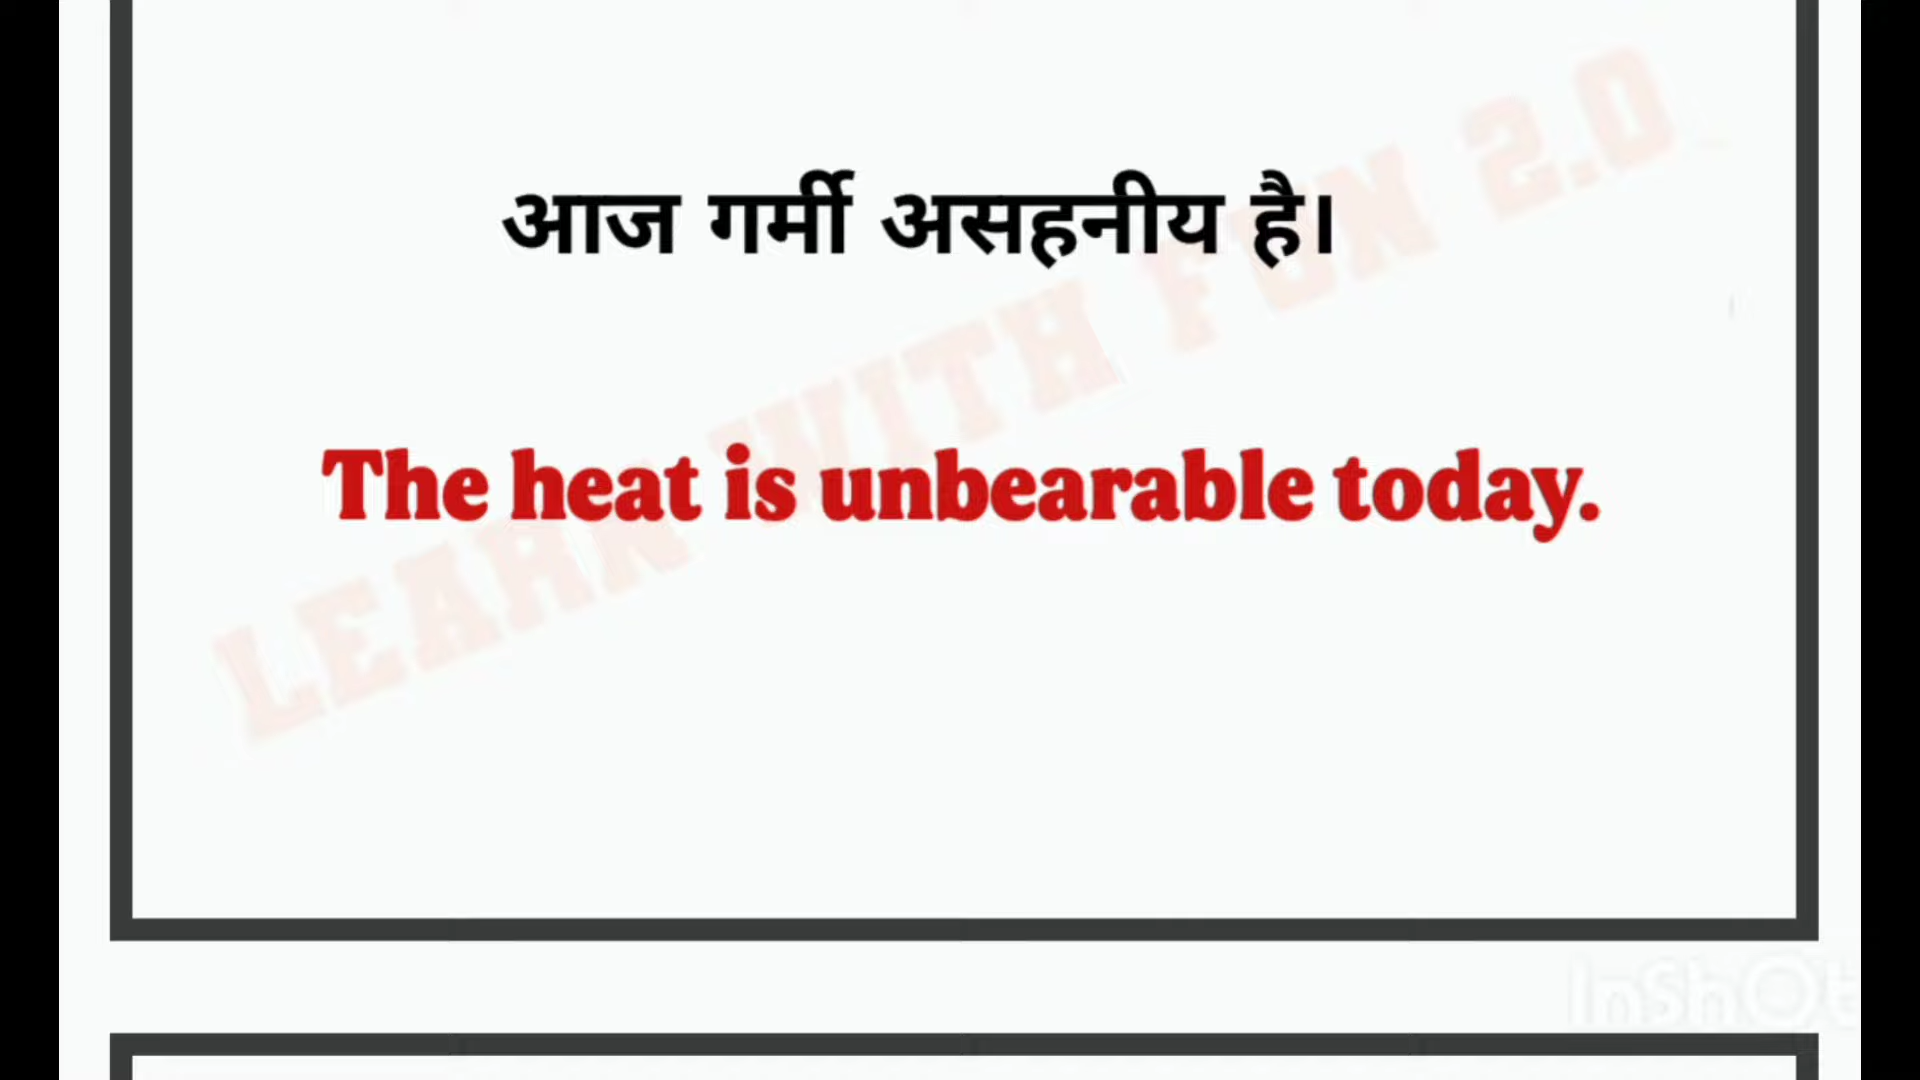 आज गर्मी असहनीय है।
The heat is unbearable today.
LEARN WITH FUN 2.0
InShOt